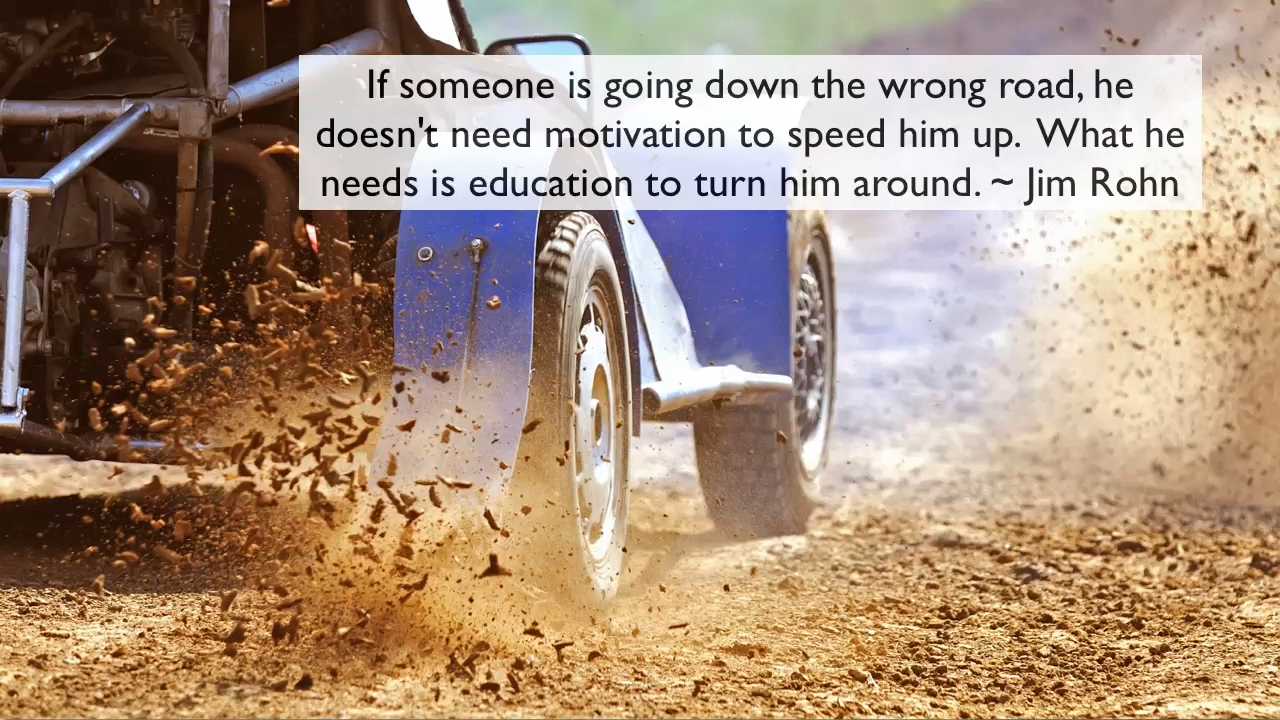 If someone is going down the wrong road, he
doesn't need motivation to speed him up.  What he
needs is education to turn him around. ~ Jim Rohn